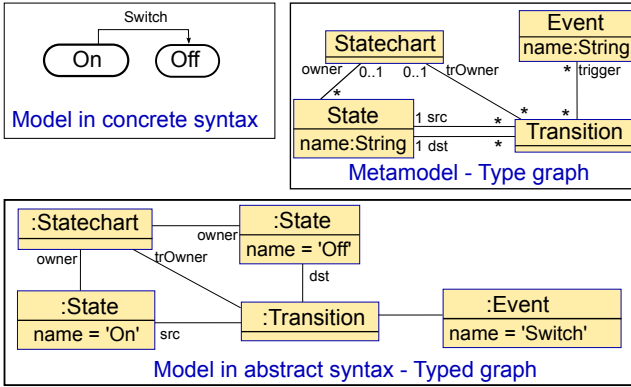 Switch
On
Off
Model in concrete syntax
Statechart
owner
0..1
0..1
trOwner
*
State
name:String
1 src
*
1 dst
*
Event
name:String
*
trigger
*
*
Transition
Metamodel - Type graph
:Statechart
owner
:State
name = 'Off'
owner
trOwner
dst
:State
name = 'On'
src
:Transition
:Event
name = 'Switch'
Model in abstract syntax - Typed graph